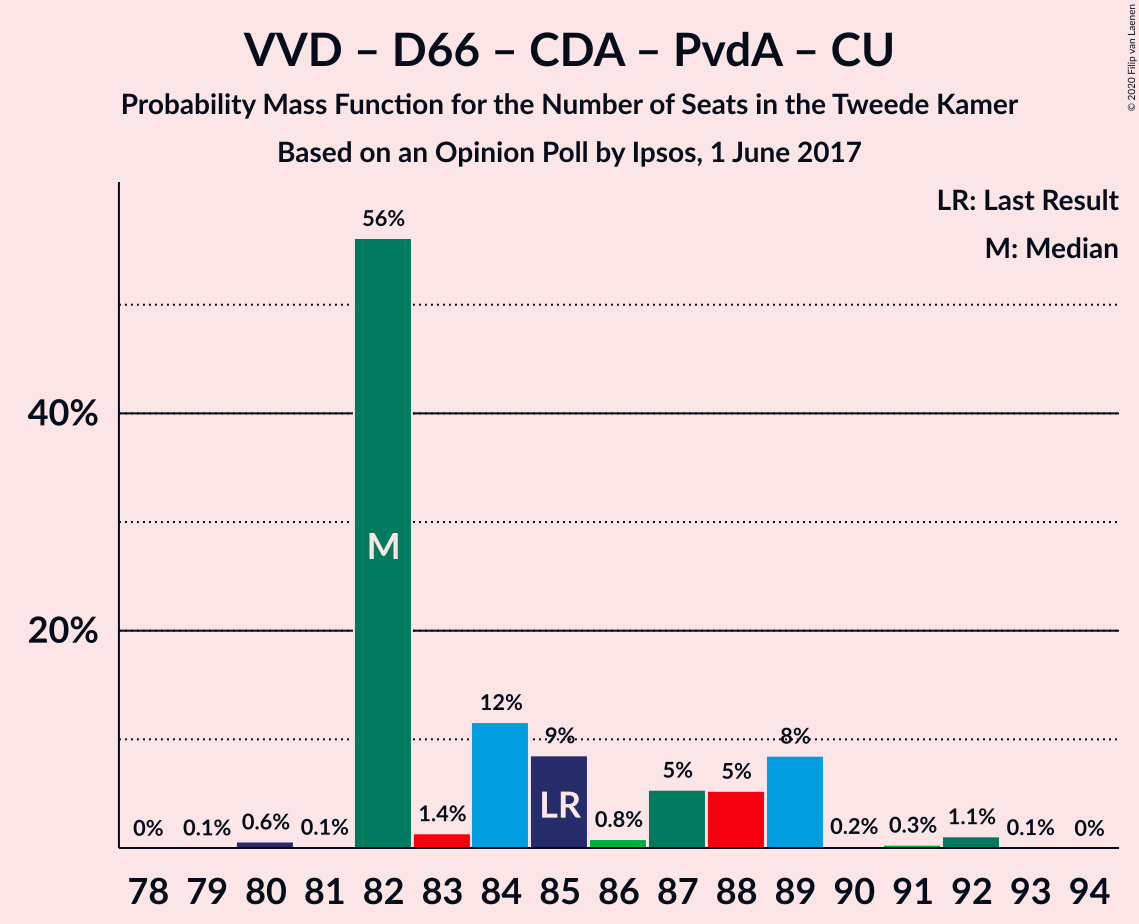 VVD – D66 – CDA – PvdA – CU
Probability Mass Function for the Number of Seats in the Tweede Kamer
Based on an Opinion Poll by Ipsos, 1 June 2017
© 2020 Filip van Laenen
LR: Last Result
M: Median
40%
20%
0% 0.1% 0.6% 0.1% 56% 1.4% 12% 9% 0.8% 5% 5% 8% 0.2% 0.3% 1.1% 0.1% 0%
M
LR
78 79 80 81 82 83 84 85 86 87 88 89 90 91 92 93 94